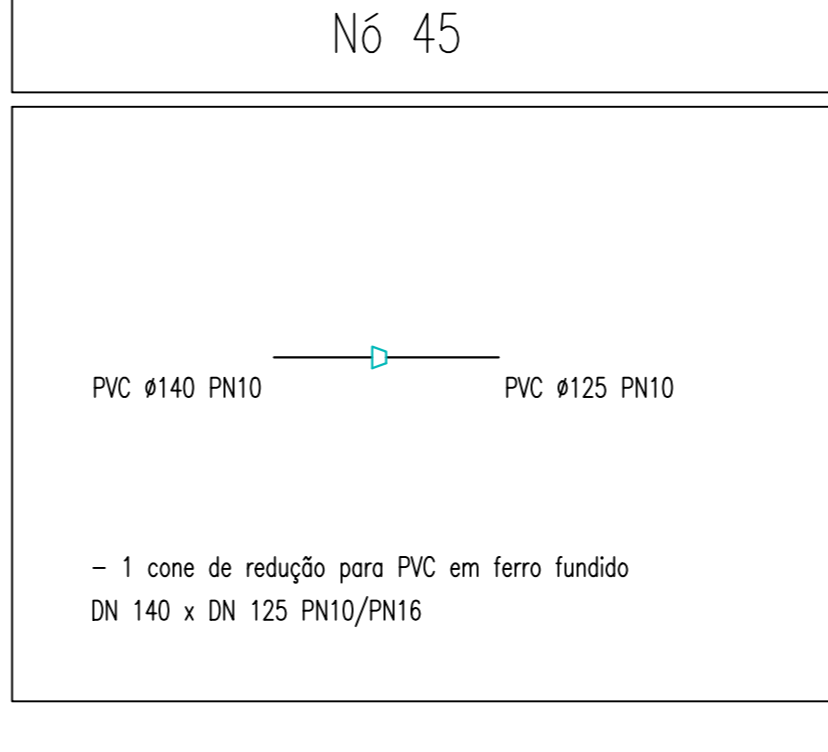 Nó 45
PVC ø140 PN10
PVC ø125 PN10
- 1 cone de redução para PVC em ferro fundido
DN 140 x DN 125 PN10/PN16